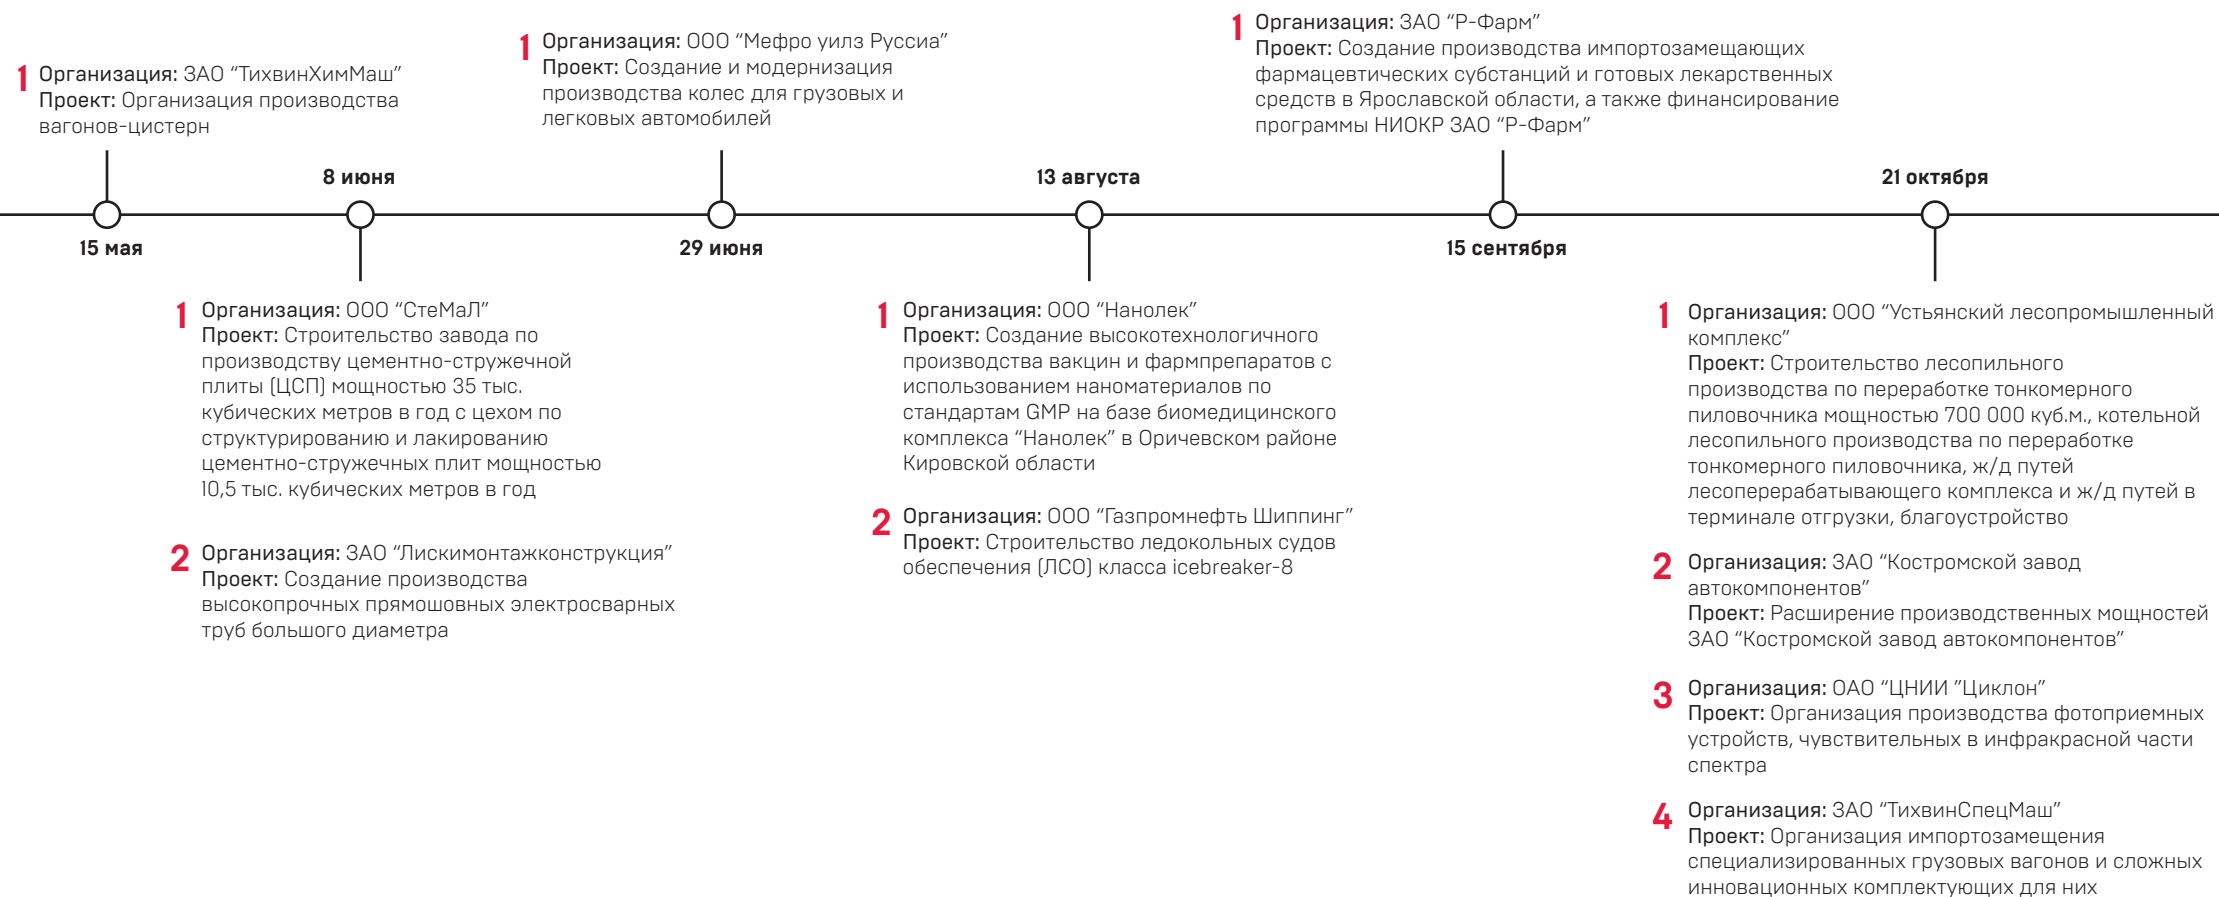 1 Организация: ЗАО “ТихвинХимМаш”
Проект: Организация производства
вагонов-цистерн
15 мая
8 июня
1 Организация: ООО “СтеМаЛ”
Проект: Строительство завода по
производству цементно-стружечной
плиты (ЦСП) мощностью 35 тыс.
кубических метров в год с цехом по
структурированию и лакированию
цементно-стружечных плит мощностью
10,5 тыс. кубических метров в год
2 Организация: ЗАО “Лискимонтажконструкция”
Проект: Создание производства
высокопрочных прямошовных электросварных
труб большого диаметра
1 Организация: ООО “Мефро уилз Руссиа”
Проект: Создание и модернизация
производства колес для грузовых и
легковых автомобилей
29 июня
13 августа
1 Организация: ООО “Нанолек”
Проект: Создание высокотехнологичного
производства вакцин и фармпрепаратов с
использованием наноматериалов по
стандартам GMP на базе биомедицинского
комплекса “Нанолек” в Оричевском районе
Кировской области
2 Организация: ООО “Газпромнефть Шиппинг”
Проект: Строительство ледокольных судов
обеспечения (ЛСО) класса icebreaker-8
1 Организация: ЗАО “Р-Фарм”
Проект: Создание производства импортозамещающих
фармацевтических субстанций и готовых лекарственных
средств в Ярославской области, а также финансирование
программы НИОКР ЗАО “Р-Фарм”
15 сентября
21 октября
1 Организация: ООО “Устьянский лесопромышленный
комплекс”
Проект: Строительство лесопильного
производства по переработке тонкомерного
пиловочника мощностью 700 000 куб.м., котельной
лесопильного производства по переработке
тонкомерного пиловочника, ж/д путей
лесоперерабатывающего комплекса и ж/д путей в
терминале отгрузки, благоустройство
2 Организация: ЗАО “Костромской завод
автокомпонентов”
Проект: Расширение производственных мощностей
ЗАО “Костромской завод автокомпонентов”
3 Организация: ОАО “ЦНИИ ”Циклон”
Проект: Организация производства фотоприемных
устройств, чувствительных в инфракрасной части
спектра
4 Организация: ЗАО “ТихвинСпецМаш”
Проект: Организация импортозамещения
специализированных грузовых вагонов и сложных
инновационных комплектующих для них